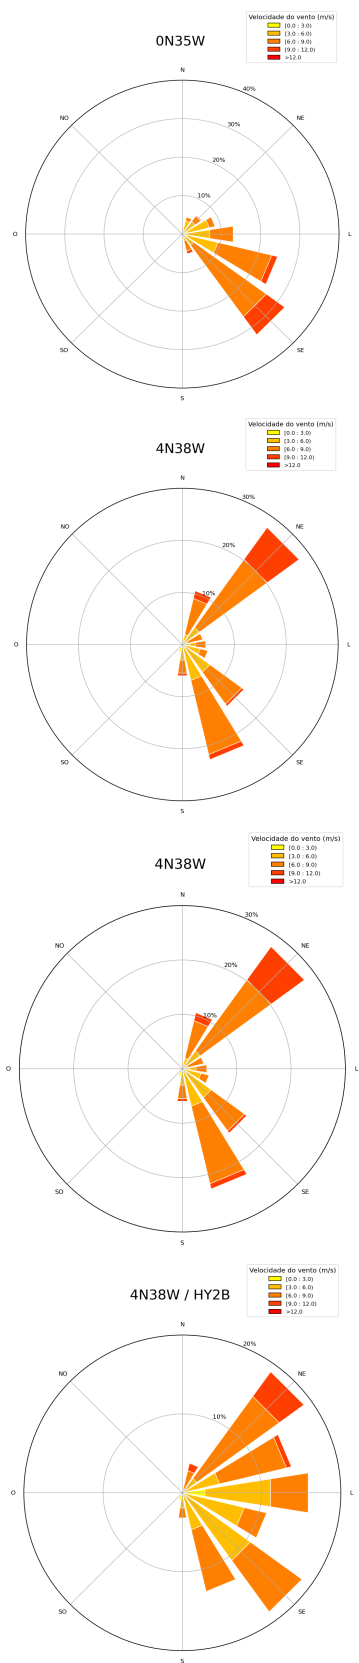 Velocidade do vento (m/s)
[0.0 : 3.0)
[3.0 : 6.0)
[6.0 : 9.0)
[9.0 : 12.0)
>12.0
0N35W
N
40%
NO
NE
30%
20%
10%
O
L
SO
SE
S
Velocidade do vento (m/s)
[0.0 : 3.0)
[3.0 : 6.0)
[6.0 : 9.0)
[9.0 : 12.0)
>12.0
4N38W
N
30%
NO
NE
20%
10%
O
L
SO
SE
S
Velocidade do vento (m/s)
[0.0 : 3.0)
[3.0 : 6.0)
[6.0 : 9.0)
[9.0 : 12.0)
>12.0
4N38W
N
30%
NO
NE
20%
10%
O
L
SO
SE
S
Velocidade do vento (m/s)
[0.0 : 3.0)
[3.0 : 6.0)
[6.0 : 9.0)
[9.0 : 12.0)
>12.0
4N38W / HY2B
N
20%
NO
NE
10%
O
L
SO
SE
S